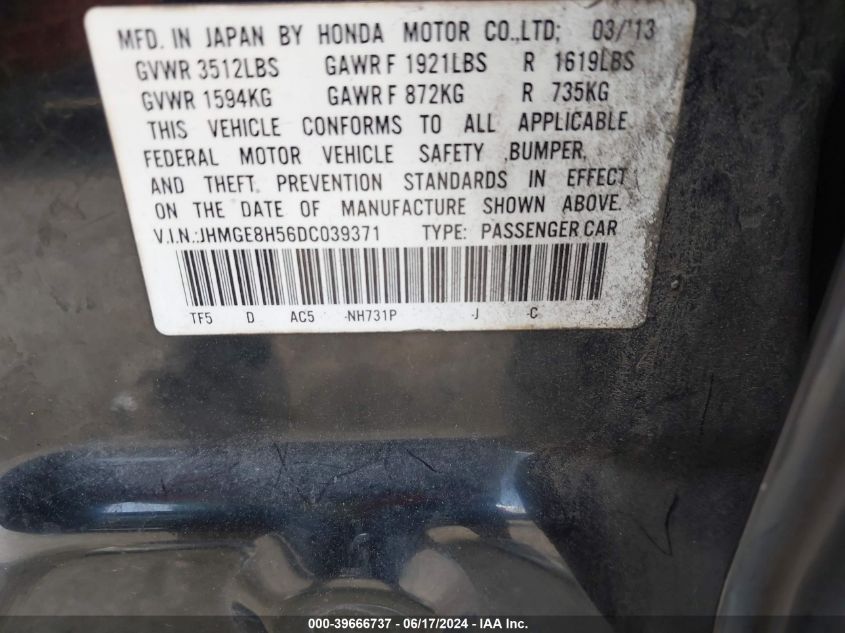 MFD. IN JAPAN BY HONDA MOTOR CO.,LTD; 03/'13
GVWR 3512LBS GAWR F 1921LBS R 1619LBS
GVWR 1594KG GAWR F 872KG R 735KG
THIS VEHICLE CONFORMS TO ALL APPLICABLE
FEDERAL MOTOR VEHICLE SAFETY ,BUMPER,
AND THEFT PREVENTION STANDARDS IN EFFECT
ON THE DATE OF MANUFACTURE SHOWN ABOVE.
V.I.N.:JHMGE8H56DC039371 TYPE: PASSENGER CAR
TF5 D AC5 -NH731P -J -C
000-39666737 - 06/17/2024 - IAA Inc.